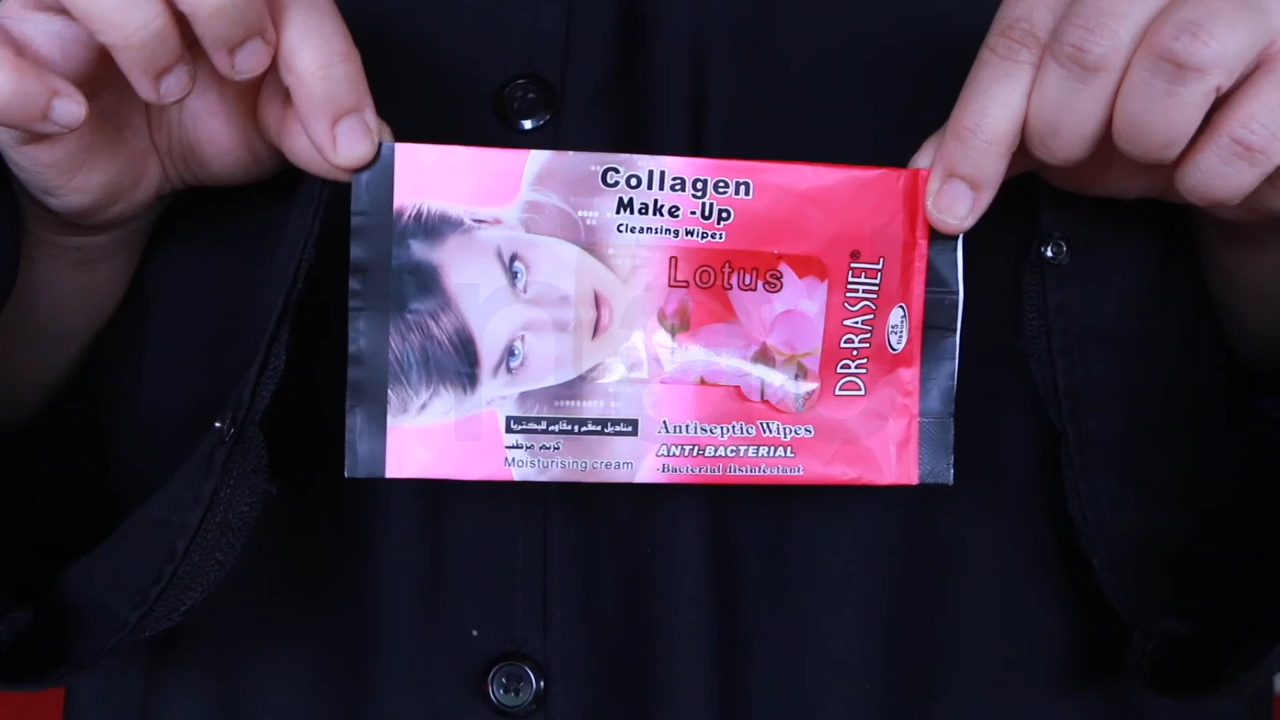 Collagen
Make -Up
Cleansing Wipes
Lotus
DR·RASHEL®
25
tissues
مناديل معقم و مقاوم للبكتريا
كريم مرطب
Moisturising cream
Antiseptic Wipes
ANTI-BACTERIAL
-Bacterial disinfectant